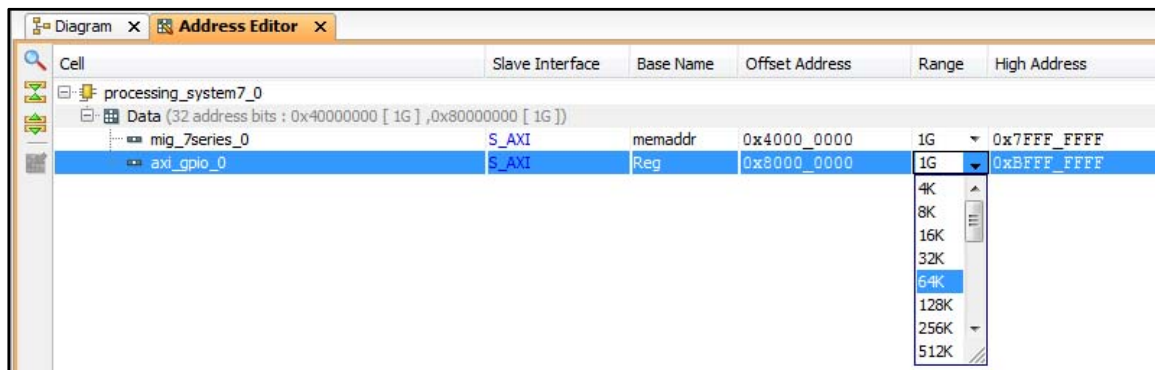 Diagram X Address Editor X
Cell Slave Interface Base Name Offset Address Range High Address
processing_system7_0
Data (32 address bits : 0x40000000 [ 1G ] ,0x80000000 [ 1G ])
mig_7series_0 S_AXI memaddr 0x4000_0000 1G 0x7FFF_FFFF
axi_gpio_0 S_AXI Reg 0x8000_0000 1G 0xBFFF_FFFF
4K
8K
16K
32K
64K
128K
256K
512K